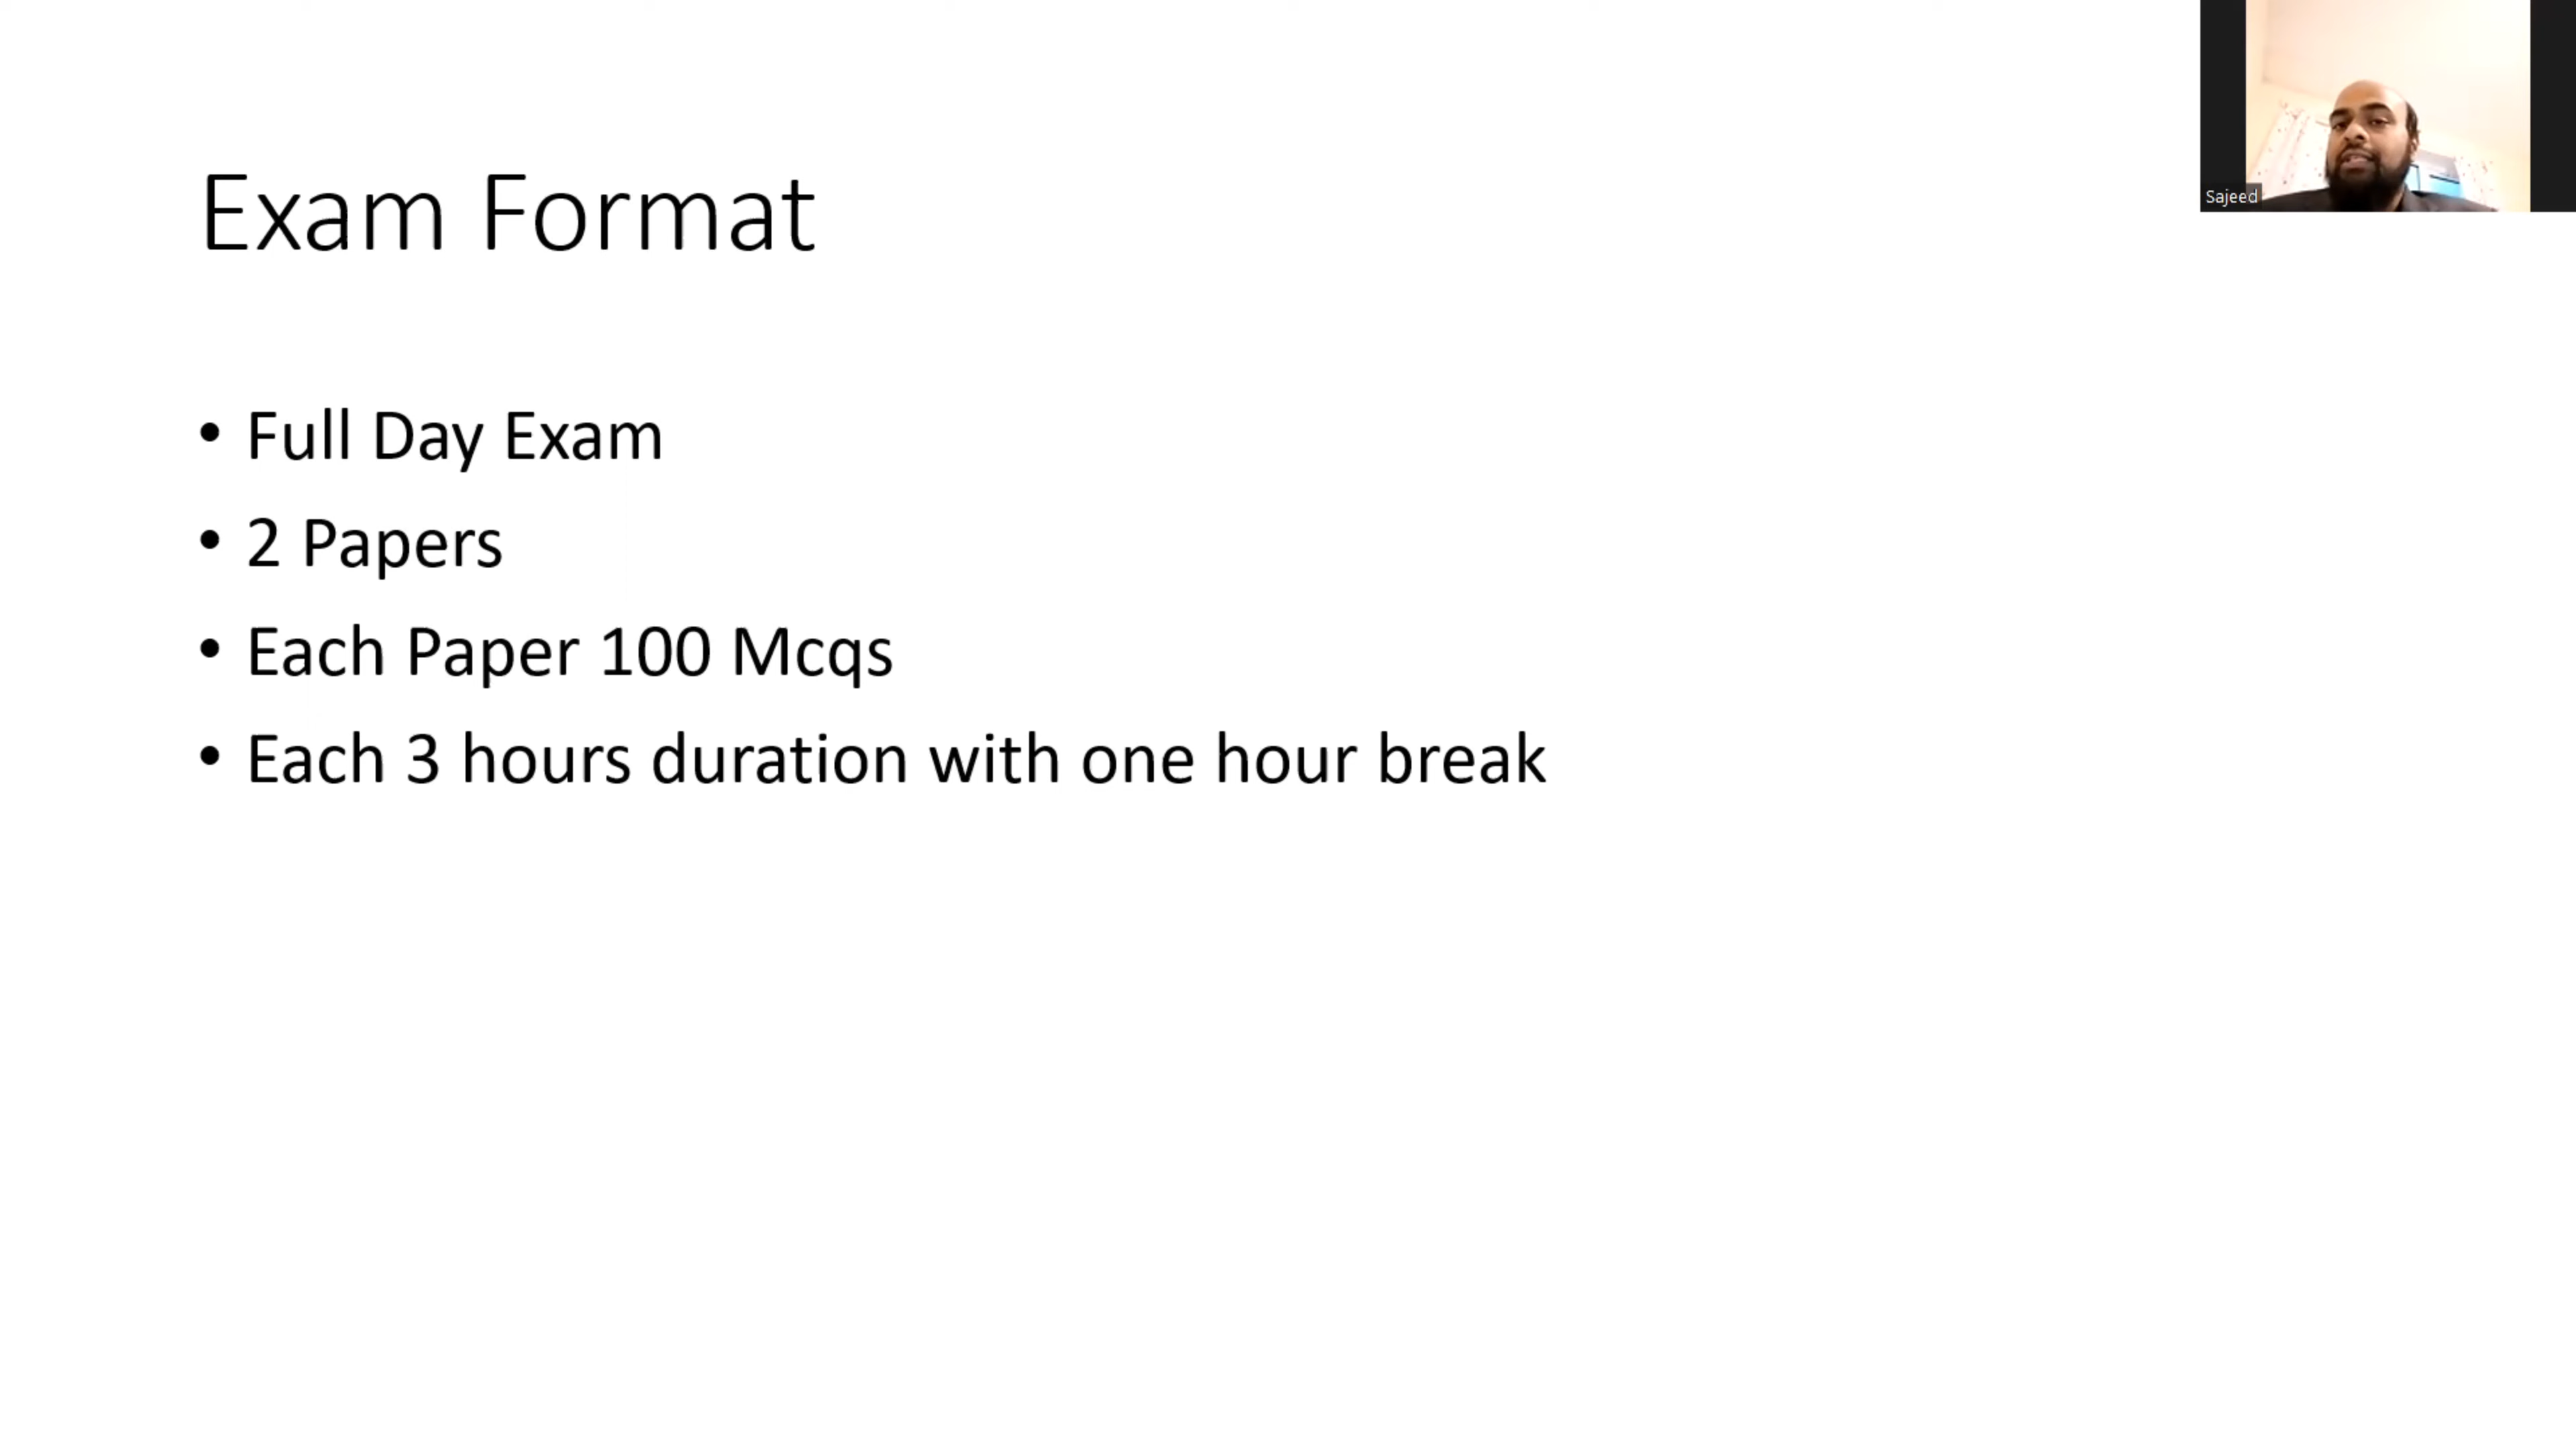 Exam Format
• Full Day Exam
• 2 Papers
• Each Paper 100 Mcqs
• Each 3 hours duration with one hour break
Sajeed